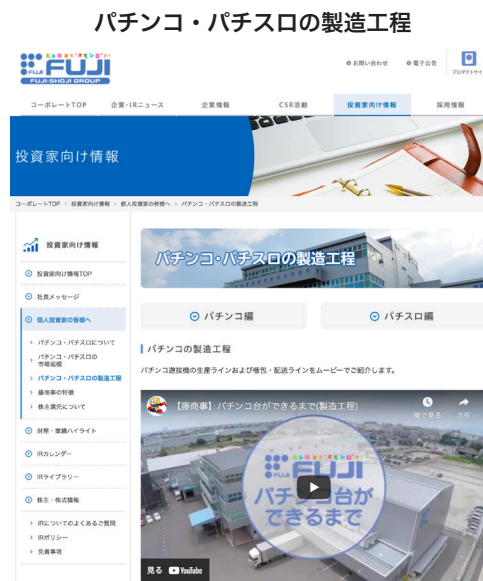 パチンコ・パチスロの製造工程
ヒト時を"オモシロ"く!
FUJI
FUJI-SHOJI GROUP
お問い合わせ
電子公告
プロダクトサイ
コーポレートTOP
企業・IRニュース
企業情報
CSR活動
投資家向け情報
採用情報
投資家向け情報
コーポレートTOP › 投資家向け情報 › 個人投資家の皆様へ › パチンコ・パチスロの製造工程
投資家向け情報
投資家向け情報TOP
社長メッセージ
個人投資家の皆様へ
パチンコ・パチスロについて
パチンコ・パチスロの
市場規模
パチンコ・パチスロの製造工程
藤商事の特徴
株主還元について
財務・業績ハイライト
IRカレンダー
IRライブラリー
株主・株式情報
IRについてのよくあるご質問
IRポリシー
免責事項
パチンコ・パチスロの製造工程
パチンコ編
パチスロ編
パチンコの製造工程
パチンコ遊技機の生産ラインおよび梱包・配送ラインをムービーでご紹介します。
【藤商事】パチンコ台ができるまで(製造工程)
後で見る
共有
FUJI
パチンコ台が
できるまで
見る YouTube